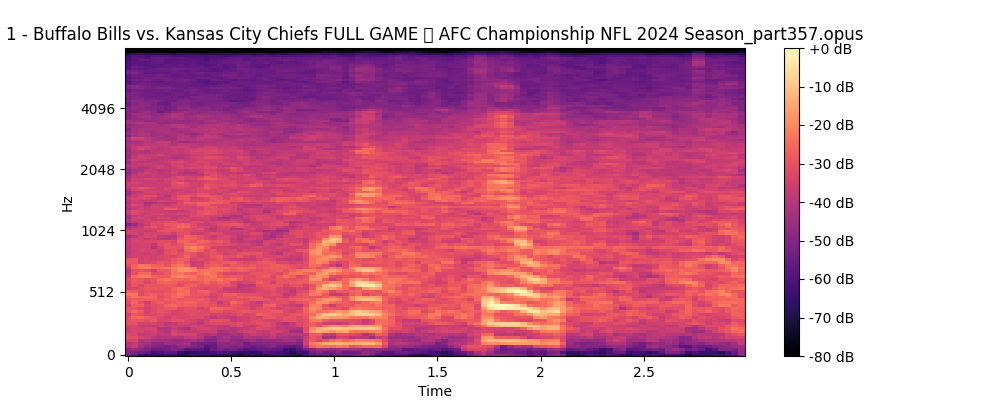 1 - Buffalo Bills vs. Kansas City Chiefs FULL GAME ▯ AFC Championship NFL 2024 Season_part357.opus
+0 dB
-10 dB
-20 dB
-30 dB
-40 dB
-50 dB
-60 dB
-70 dB
-80 dB
4096
2048
1024
512
0
Hz
0
0.5
1
1.5
2
2.5
Time